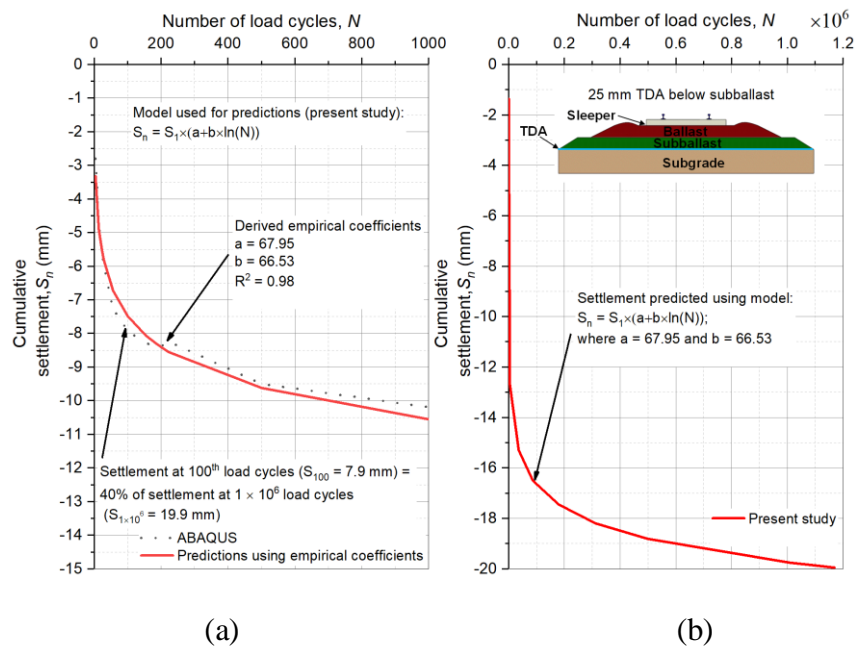 Number of load cycles, N
0 200 400 600 800 1000
0
-1
-2
-3
-4
-5
-6
-7
-8
-9
-10
-11
-12
-13
-14
-15
Cumulative
settlement, Sₙ (mm)
Model used for predictions (present study):
Sₙ = S₁×(a+b×ln(N))
Derived empirical coefficients
a = 67.95
b = 66.53
R² = 0.98
Settlement at 100ᵗʰ load cycles (S₁₀₀ = 7.9 mm) =
40% of settlement at 1 × 10⁶ load cycles
(S₁ₓ₁₀⁶ = 19.9 mm)
ABAQUS
Predictions using empirical coefficients
(a)
Number of load cycles, N ×10⁶
0.0 0.2 0.4 0.6 0.8 1.0 1.2
0
-2
-4
-6
-8
-10
-12
-14
-16
-18
-20
Cumulative
settlement, Sₙ (mm)
25 mm TDA below subballast
Sleeper
TDA
Ballast
Subballast
Subgrade
Settlement predicted using model:
Sₙ = S₁×(a+b×ln(N));
where a = 67.95 and b = 66.53
Present study
(b)